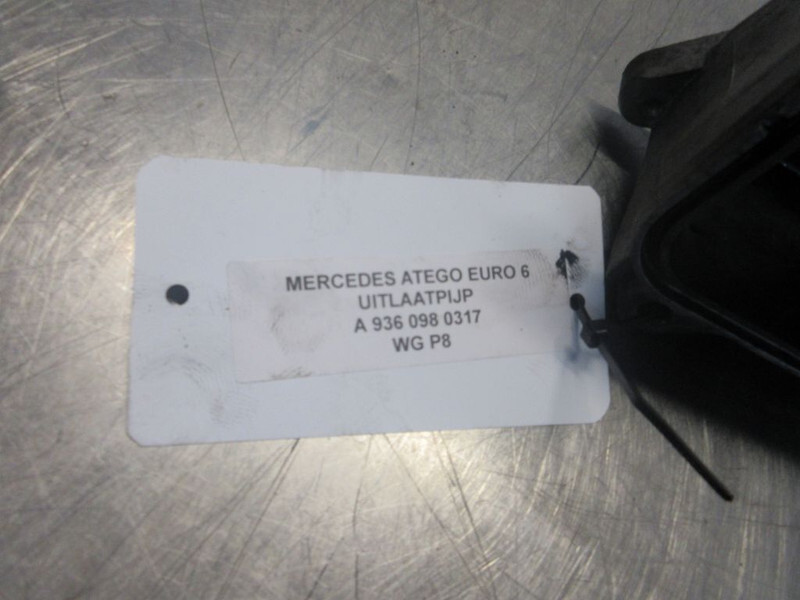 MERCEDES ATEGO EURO 6
UITLAATPIJP
A 936 098 0317
WG P8